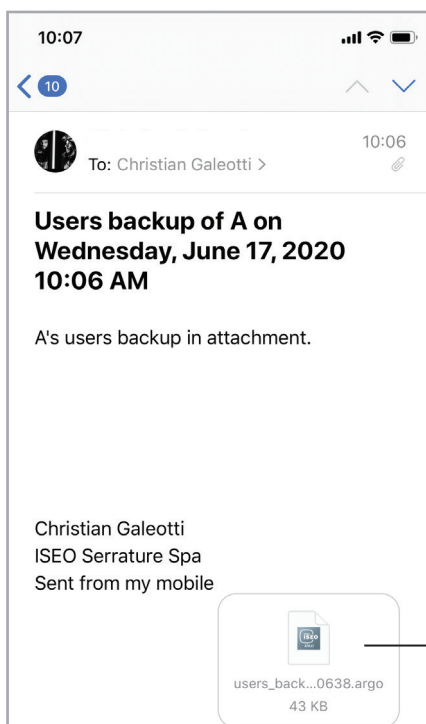 10:07
10
10:06
To: Christian Galeotti >
Users backup of A on
Wednesday, June 17, 2020
10:06 AM
A's users backup in attachment.
Christian Galeotti
ISEO Serrature Spa
Sent from my mobile
ISEO
users_back...0638.argo
43 KB